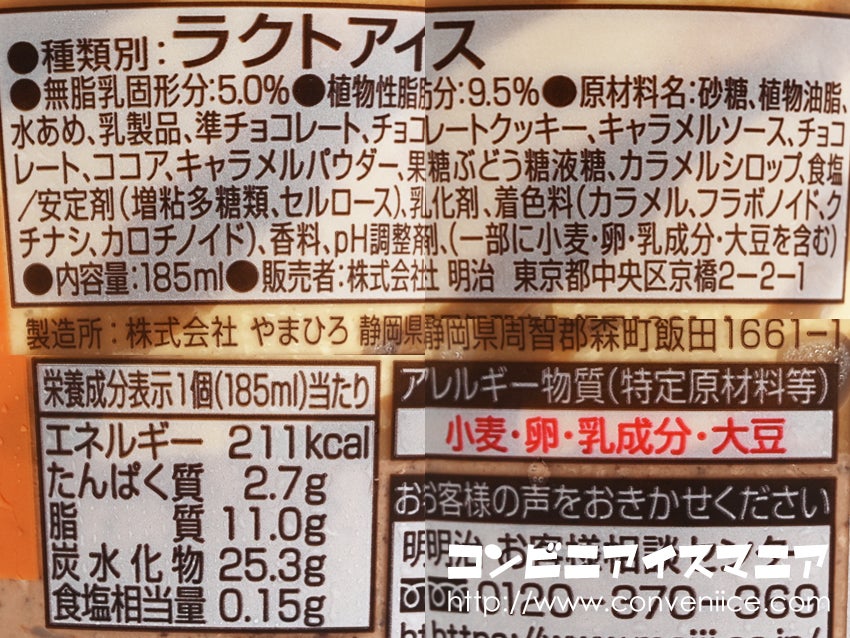 ●種類別:ラクトアイス
●無脂乳固形分:5.0%●植物性脂肪分:9.5%●原材料名:砂糖、植物油脂、
水あめ、乳製品、準チョコレート、チョコレートクッキー、キャラメルソース、チョコ
レート、ココア、キャラメルパウダー、果糖ぶどう糖液糖、カラメルシロップ、食塩
/安定剤(増粘多糖類、セルロース)、乳化剤、着色料(カラメル、フラボノイド、ク
チナシ、カロチノイド)、香料、pH調整剤、(一部に小麦・卵・乳成分・大豆を含む)
●内容量:185ml●販売者:株式会社 明治 東京都中央区京橋2-2-1
製造所:株式会社 やまひろ 静岡県静岡県周智郡森町飯田1661-1
栄養成分表示1個(185ml)当たり
エネルギー 211kcal
たんぱく質 2.7g
脂質 11.0g
炭水化物 25.3g
食塩相当量 0.15g
アレルギー物質(特定原材料等)
小麦・卵・乳成分・大豆
お客様の声をおきかせください
明治 お客様相談センター
コンビニアイスマニア
0120-370-369
http://www.conveniice.com/